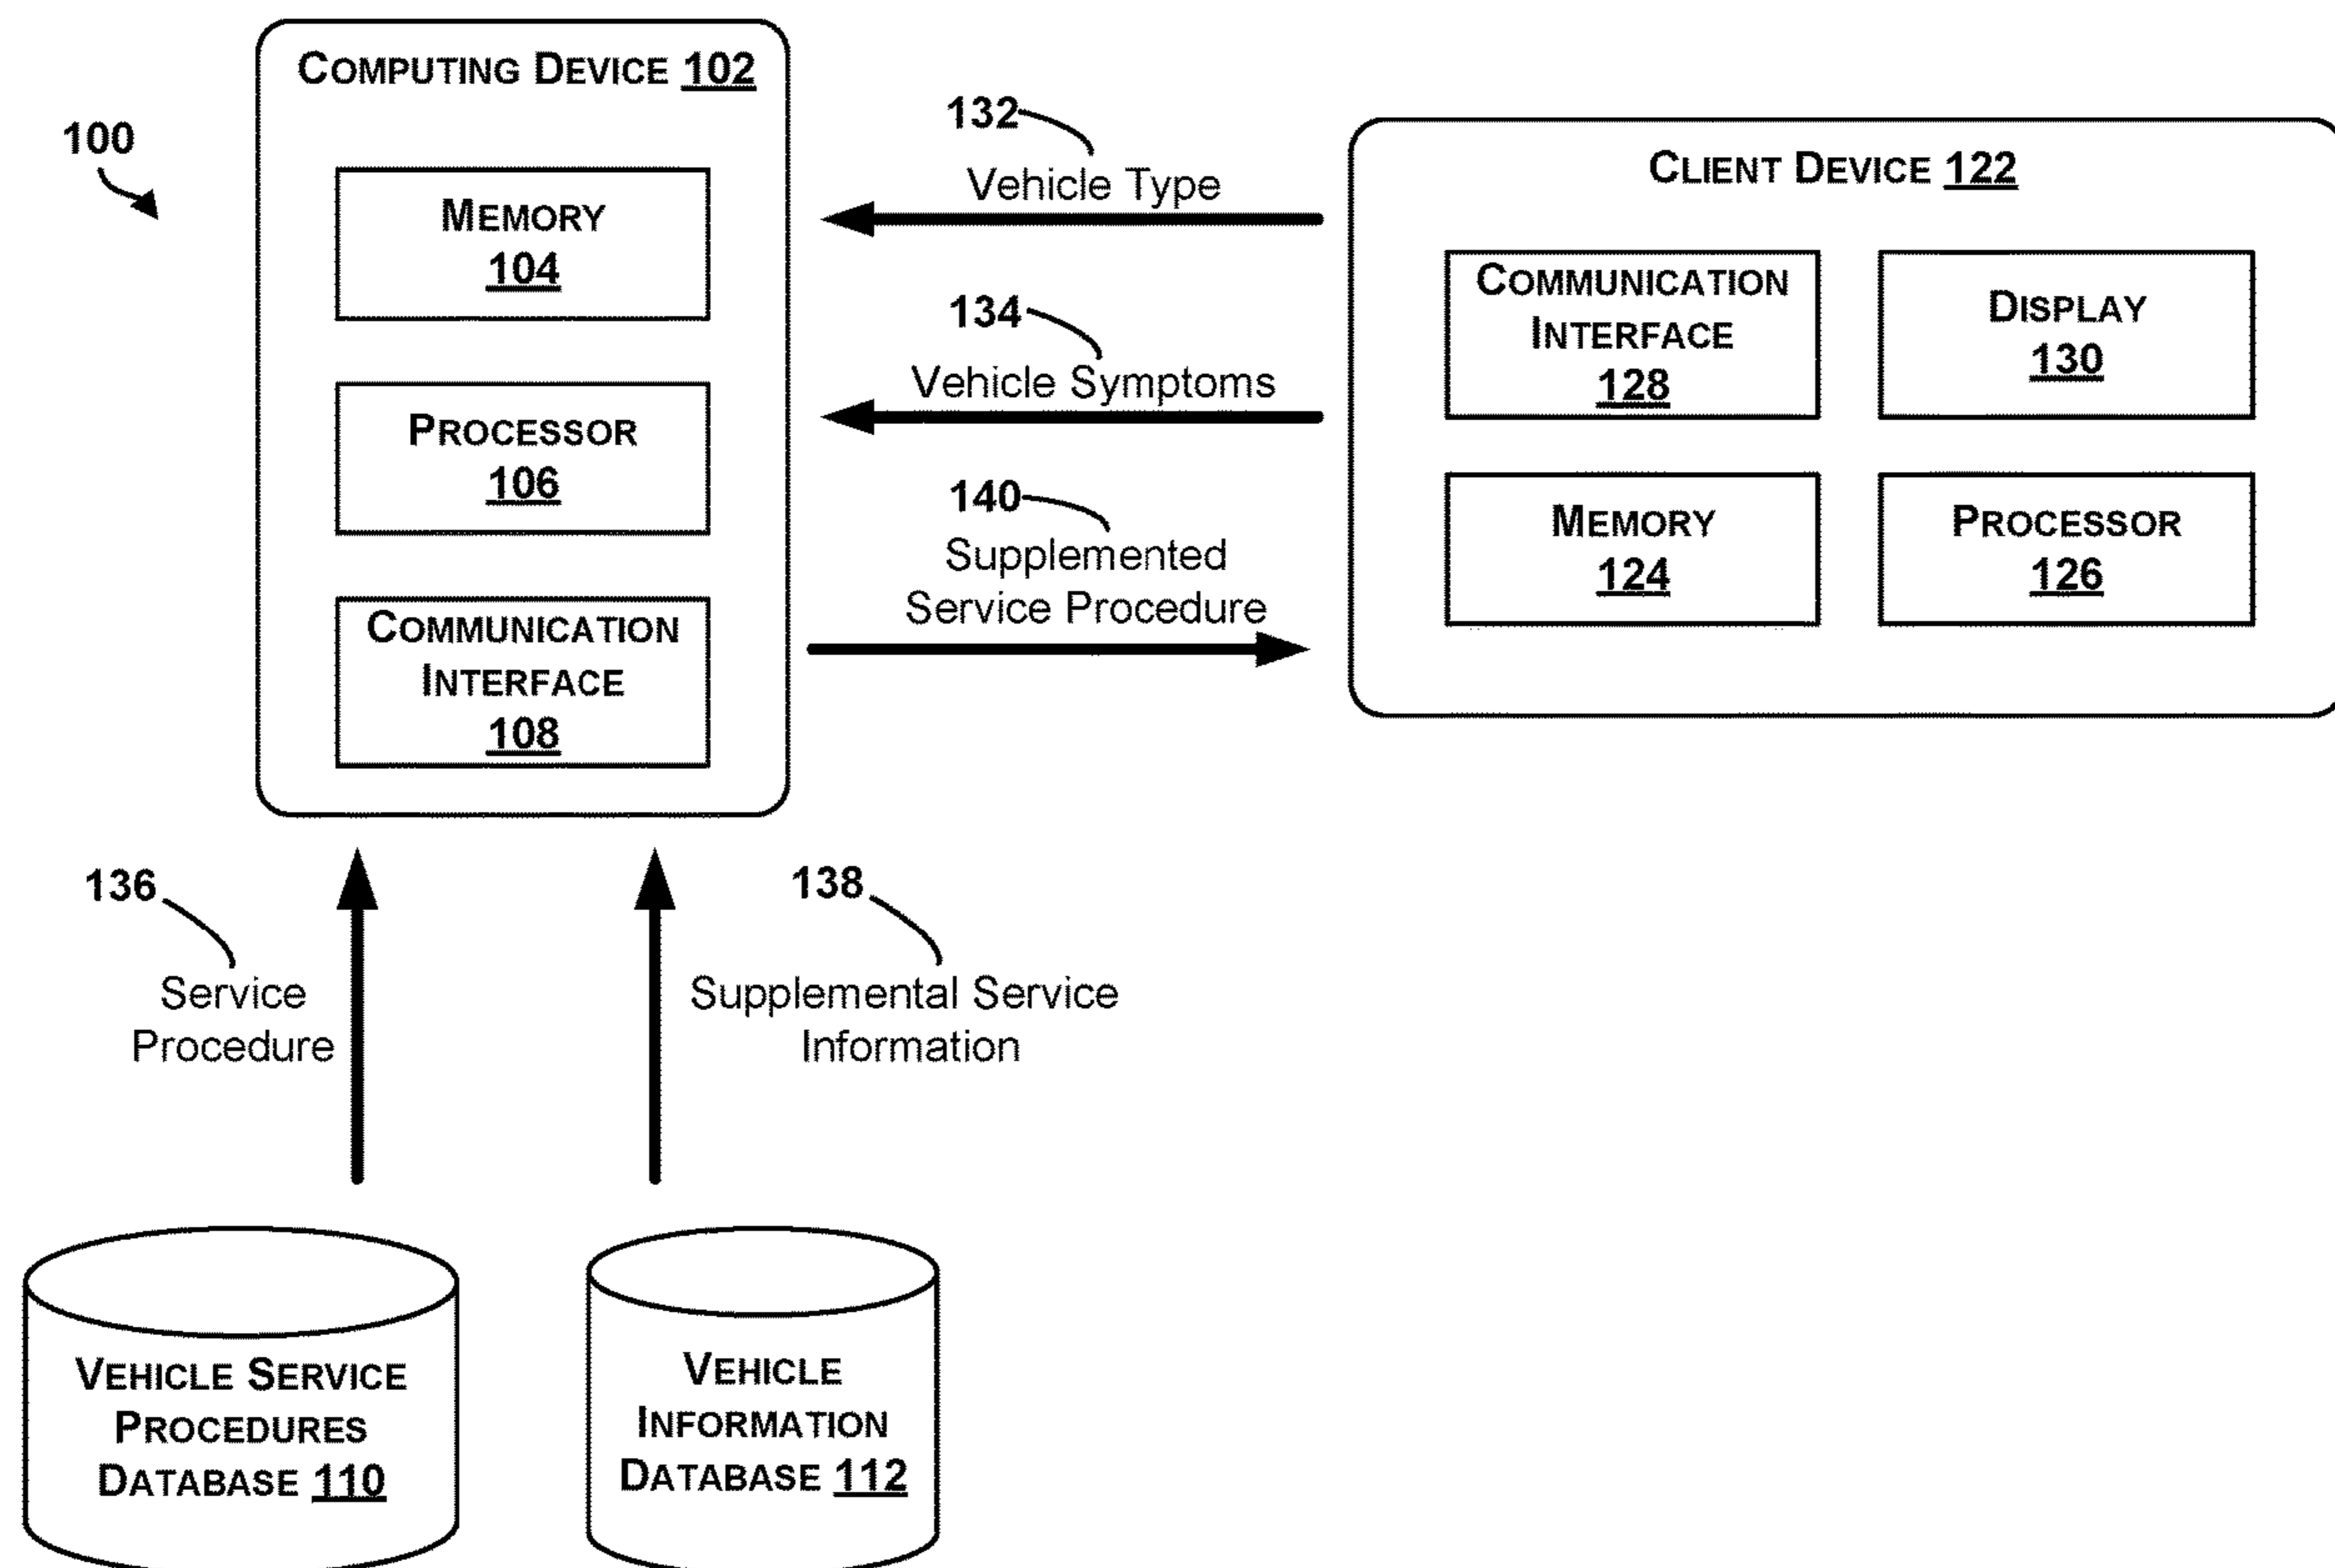 COMPUTING DEVICE 102
100
MEMORY
104
PROCESSOR
106
COMMUNICATION
INTERFACE
108
132
Vehicle Type
134
Vehicle Symptoms
140
Supplemented
Service Procedure
CLIENT DEVICE 122
COMMUNICATION
INTERFACE
128
DISPLAY
130
MEMORY
124
PROCESSOR
126
136
Service
Procedure
138
Supplemental Service
Information
VEHICLE SERVICE
PROCEDURES
DATABASE 110
VEHICLE
INFORMATION
DATABASE 112